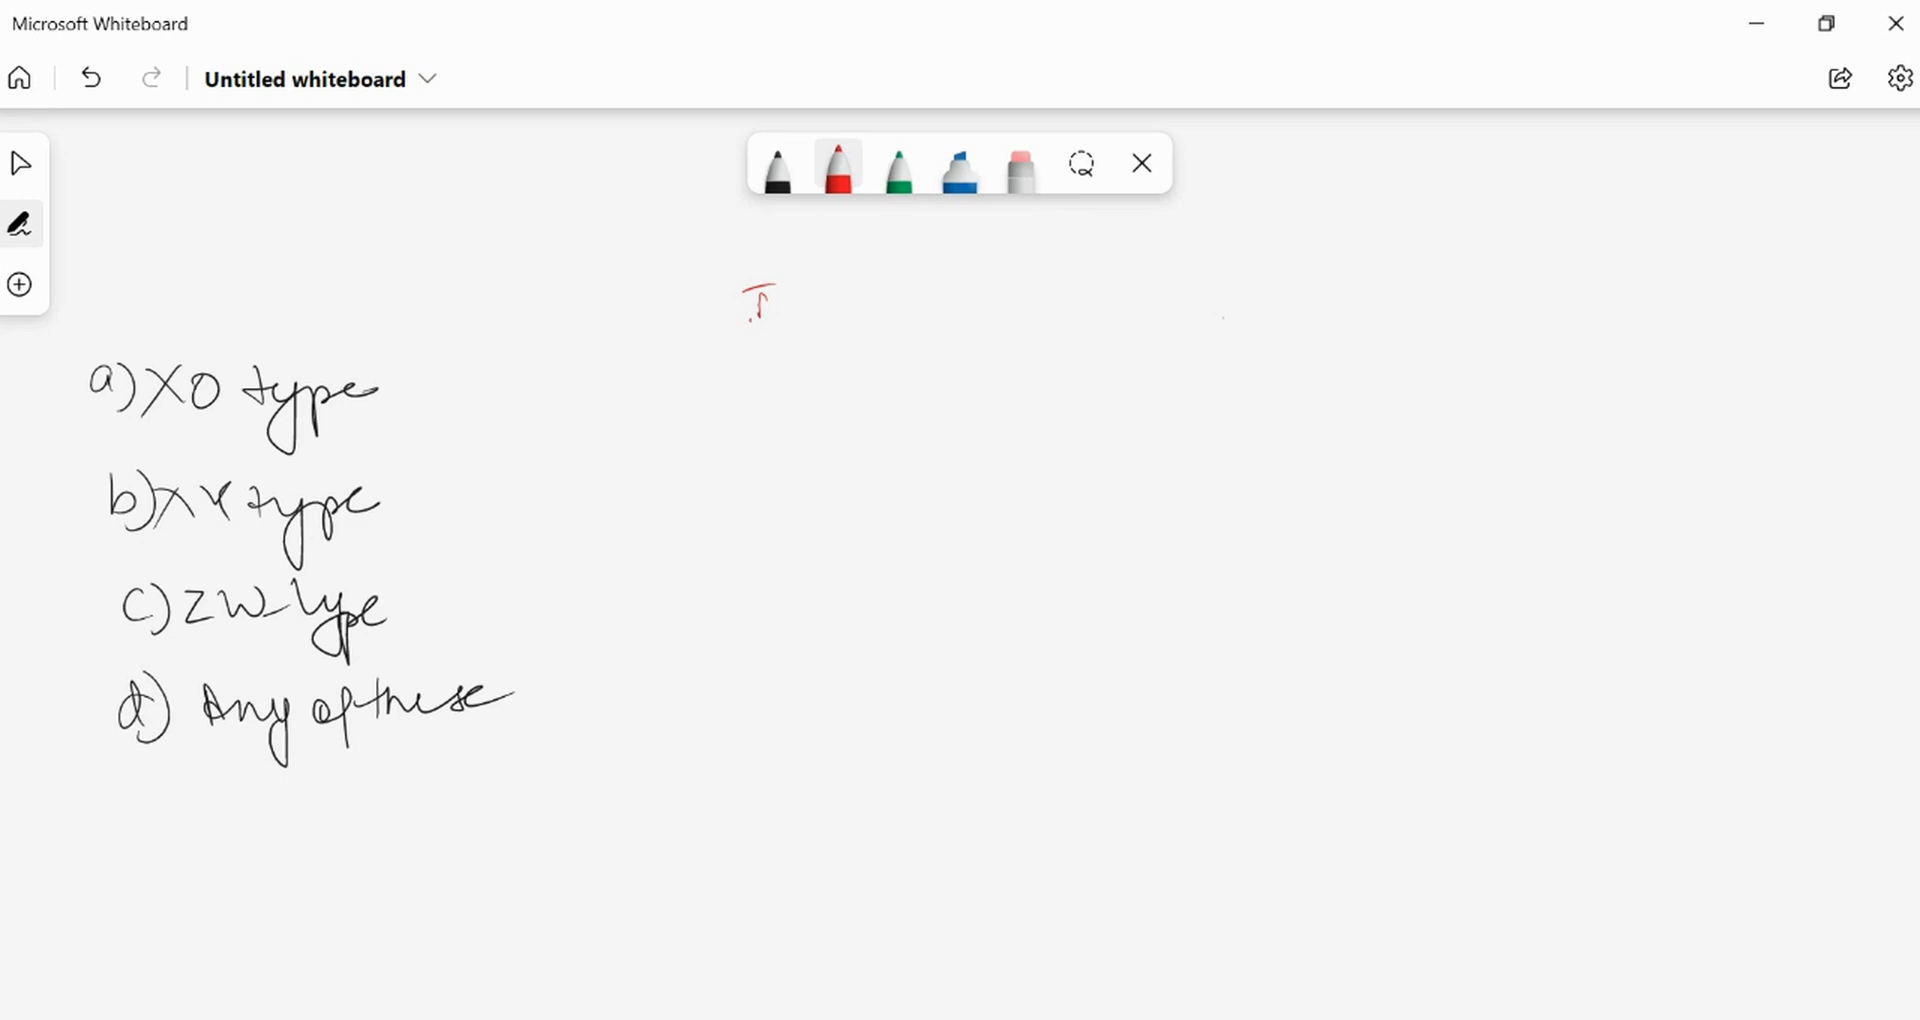 Microsoft Whiteboard
Untitled whiteboard
a) XO type
b) XY type
c) ZW type
d) Any of these